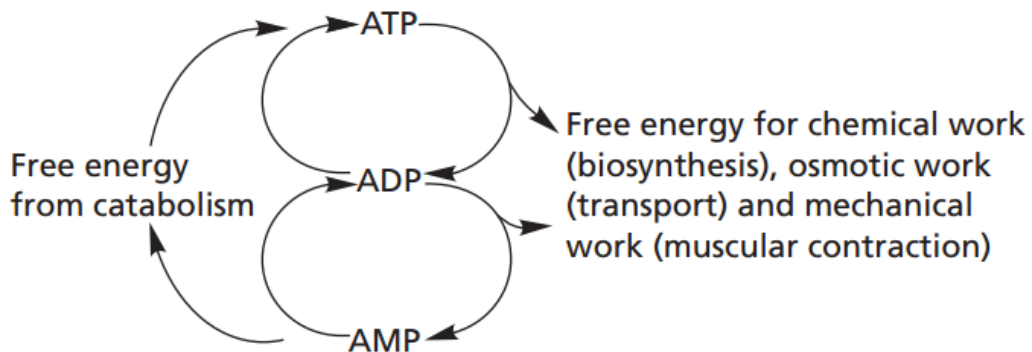 ATP
Free energy for chemical work
(biosynthesis), osmotic work
(transport) and mechanical
work (muscular contraction)
Free energy
from catabolism
ADP
AMP